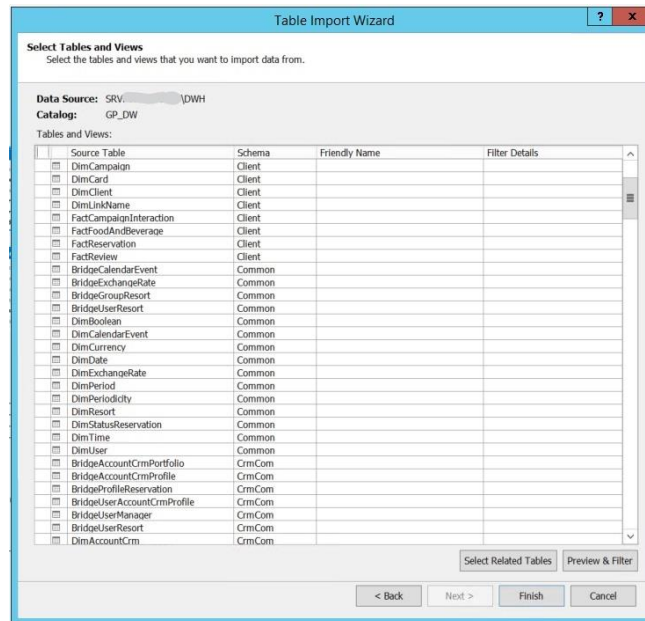 Table Import Wizard
?
x
Select Tables and Views
Select the tables and views that you want to import data from.
Data Source: SRV. \DWH
Catalog: GP_DW
Tables and Views:
Source Table Schema Friendly Name Filter Details
DimCampaign Client
DimCard Client
DimClient Client
DimLinkName Client
FactCampaignInteraction Client
FactFoodAndBeverage Client
FactReservation Client
FactReview Client
BridgeCalendarEvent Common
BridgeExchangeRate Common
BridgeGroupResort Common
BridgeUserResort Common
DimBoolean Common
DimCalendarEvent Common
DimCurrency Common
DimDate Common
DimExchangeRate Common
DimPeriod Common
DimPeriodicity Common
DimResort Common
DimStatusReservation Common
DimTime Common
DimUser Common
BridgeAccountCrmPortfolio CrmCom
BridgeAccountCrmProfile CrmCom
BridgeProfileReservation CrmCom
BridgeUserAccountCrmProfile CrmCom
BridgeUserManager CrmCom
BridgeUserResort CrmCom
DimAccountCrm CrmCom
Select Related Tables Preview & Filter
< Back Next > Finish Cancel